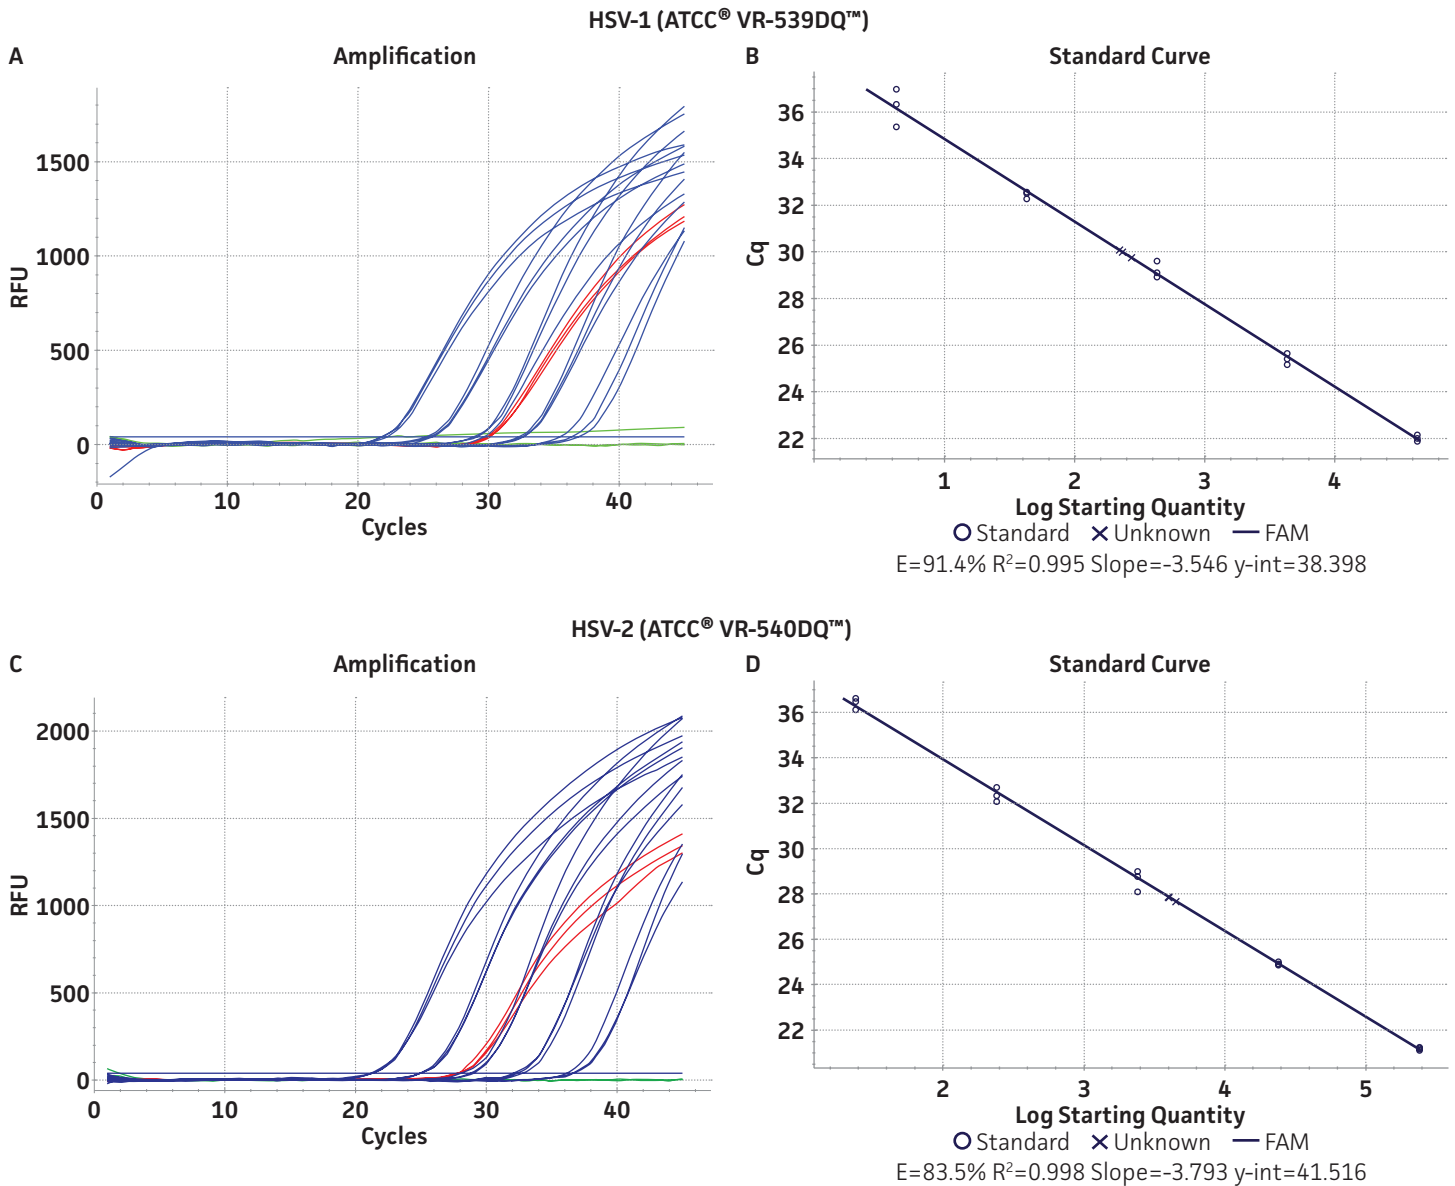 HSV-1 (ATCC® VR-539DQ™)
A
Amplification
RFU
1500
1000
500
0
0 10 20 30 40
Cycles
B
Standard Curve
Cq
36
34
32
30
28
26
24
22
1 2 3 4
Log Starting Quantity
Standard Unknown FAM
E=91.4% R²=0.995 Slope=-3.546 y-int=38.398
HSV-2 (ATCC® VR-540DQ™)
C
Amplification
RFU
2000
1500
1000
500
0
0 10 20 30 40
Cycles
D
Standard Curve
Cq
36
34
32
30
28
26
24
22
2 3 4 5
Log Starting Quantity
Standard Unknown FAM
E=83.5% R²=0.998 Slope=-3.793 y-int=41.516